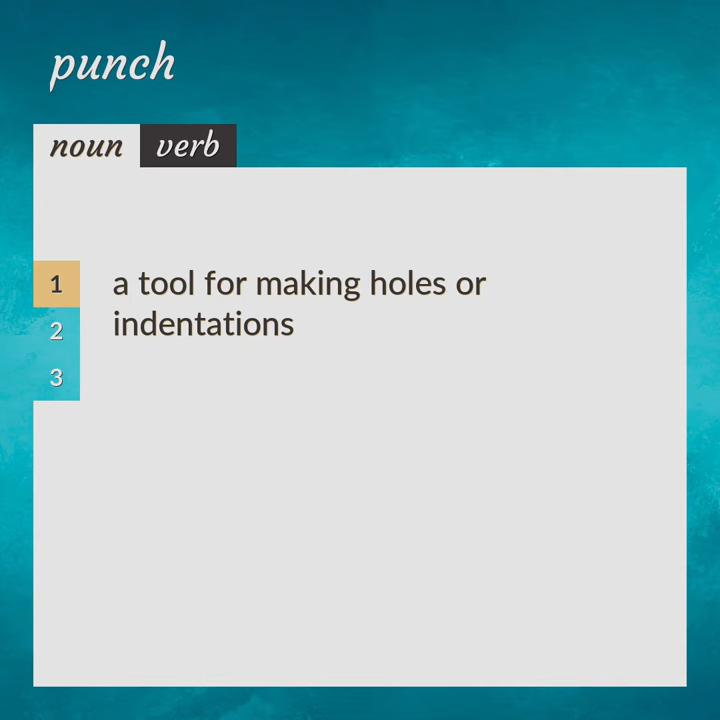 punch
noun verb
1 a tool for making holes or
indentations
2
3